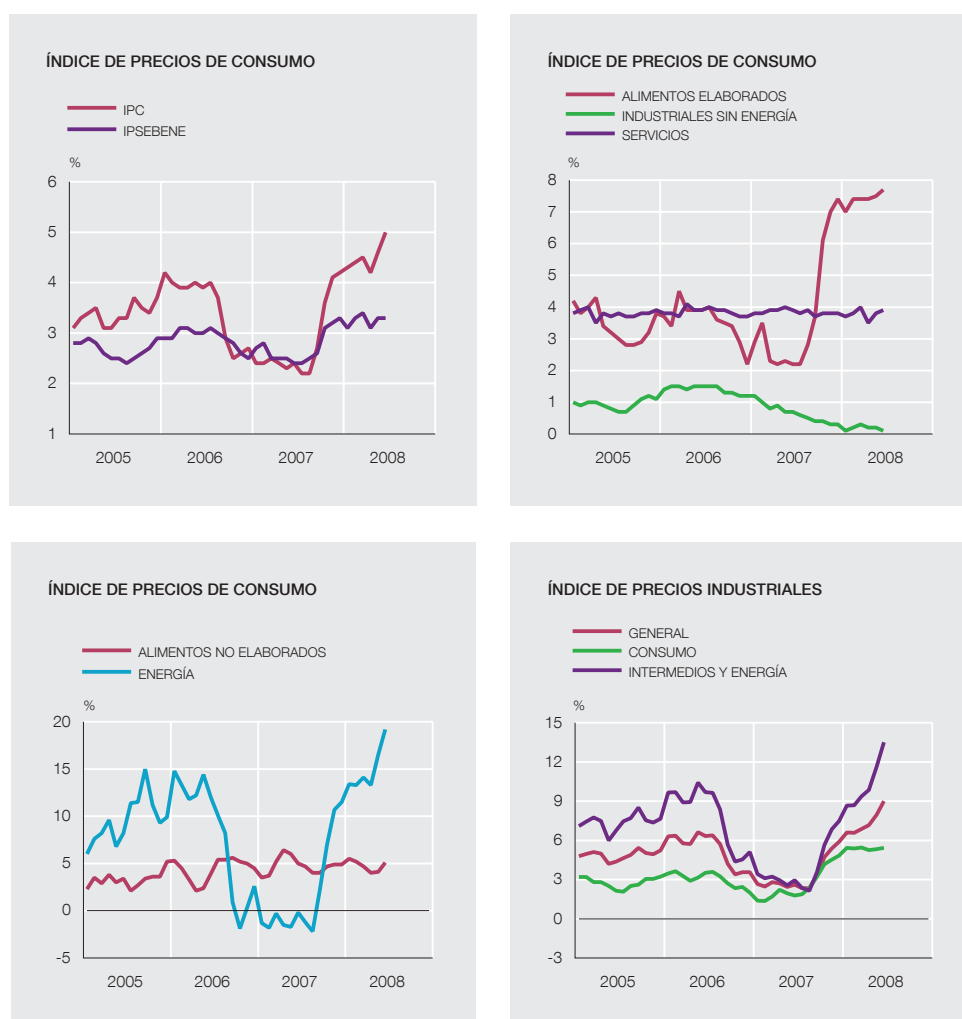 ÍNDICE DE PRECIOS DE CONSUMO
IPC
IPSEBENE
%
6
5
4
3
2
1
2005 2006 2007 2008
ÍNDICE DE PRECIOS DE CONSUMO
ALIMENTOS ELABORADOS
INDUSTRIALES SIN ENERGÍA
SERVICIOS
%
8
7
6
5
4
3
2
1
0
2005 2006 2007 2008
ÍNDICE DE PRECIOS DE CONSUMO
ALIMENTOS NO ELABORADOS
ENERGÍA
%
20
15
10
5
0
-5
2005 2006 2007 2008
ÍNDICE DE PRECIOS INDUSTRIALES
GENERAL
CONSUMO
INTERMEDIOS Y ENERGÍA
%
15
12
9
6
3
0
-3
2005 2006 2007 2008